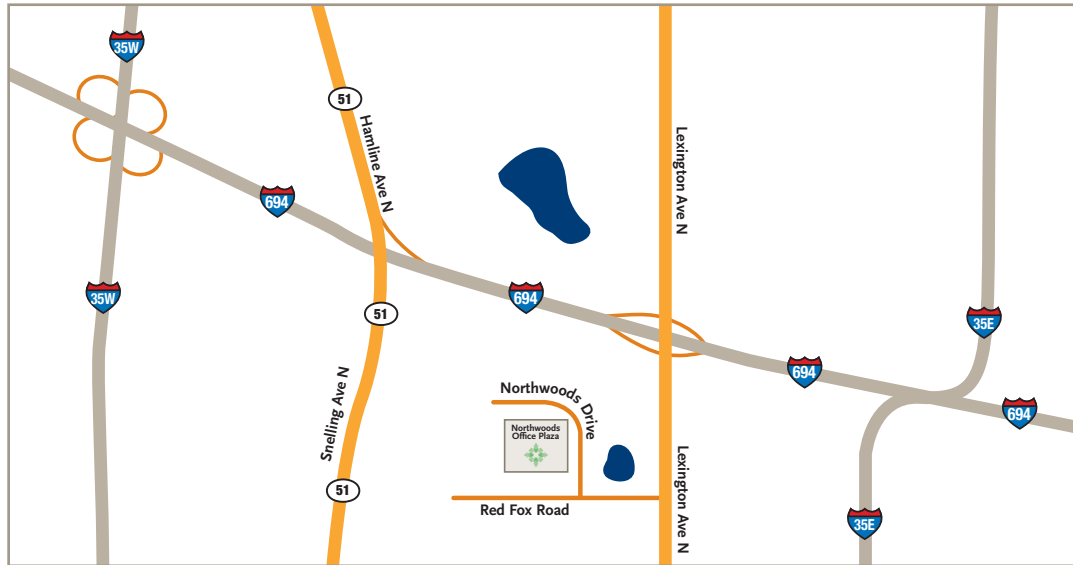 35W
51
Hamline Ave N
Lexington Ave N
694
35W
694
51
35E
694
694
Snelling Ave N
Northwoods Drive
Northwoods
Office Plaza
51
Red Fox Road
Lexington Ave N
35E